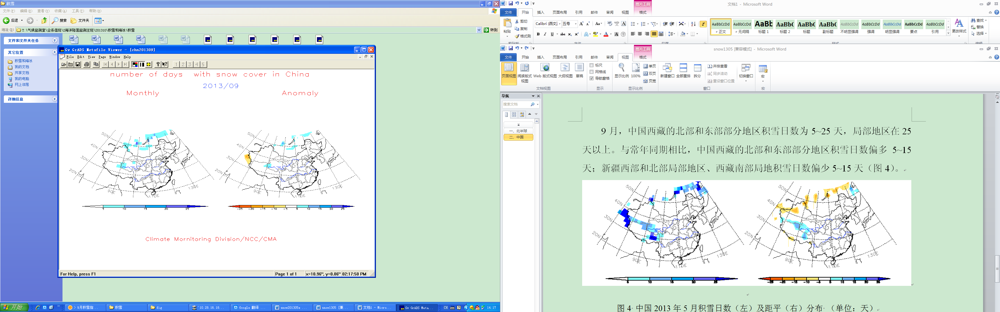 积雪
文件(F) 编辑(E) 查看(V) 收藏(A) 工具(T) 帮助(H)
后退 搜索 文件夹
地址(D) T:\气候监测室\业务值班\2海洋陆面监测主班\201310\积雪和海冰\积雪 转到
文件和文件夹任务
其它位置
积雪和海冰
我的文档
共享文档
我的电脑
网上邻居
详细信息
Gv GrADS Metafile Viewer - [chn201309]
File Edit View Page Window Help
1 2 3 4 5
number of days with snow cover in China
2013/09
Monthly Anomaly
50N 50N
40N 40N
30N 30N
20N 20N
90E 110E 130E 90E 110E 130E
5 10 15 20 25 -25 -20 -15 -10 -5 5 10 15 20 25
Climate Mornitoring Division/NCC/CMA
For Help, press F1 Page 1 of 1 x=10.96", y=0.06" 02:17:50 PM
开始 > 9月积雪指... 积雪 fig '10.28.16.18... Google 翻译 ... snow201305e ... snow1305 [兼... 文档1 - Micro... Gv GrADS Meta... CH 14:17
图片工具 文档1 - Microsoft Word
文件 开始 插入 页面布局 引用 邮件 审阅 视图 格式
粘贴 剪切 复制 格式刷
Calibri (西文) 五号
AaBbCcDd AaBbCcDd AaBb AaBbC AaBbC AaBbC AaBbCcDd AaBbCcDd AaBbCcDd AaBbCcDd AaBbCcDd
正文 无间隔 标题 1 标题 2 标题 副标题 不明显强调 强调 明显强调 要点 引用
更改样式 查找 替换 选择
剪贴板 字体 段落 样式 编辑
图片工具 snow1305 [兼容模式] - Microsoft Word
文件 开始 插入 页面布局 引用 邮件 审阅 视图 格式
页面视图 阅读版式视图 Web 版式视图 大纲视图 草稿
标尺 网格线 导航窗格
显示比例 100% 单页 双页 页宽
新建窗口 全部重排 拆分 并排查看 同步滚动 重设窗口位置 切换窗口 宏
文档视图 显示 显示比例 窗口 宏
导航
搜索文档
一、北半球
二、中国
9 月，中国西藏的北部和东部部分地区积雪日数为 5~25 天，局部地区在 25
天以上。与常年同期相比，中国西藏的北部和东部部分地区积雪日数偏多 5~15
天；新疆西部和北部局部地区、西藏南部局地积雪日数偏少 5~15 天（图 4）。
50N 50N
40N 40N
30N 30N
20N 20N
90E 110E 130E 90E 110E 130E
5 10 15 20 25 -25 -20 -15 -10 -5 5 10 15 20 25
图 4 中国 2013 年 5 月积雪日数（左）及距平（右）分布 （单位：天）